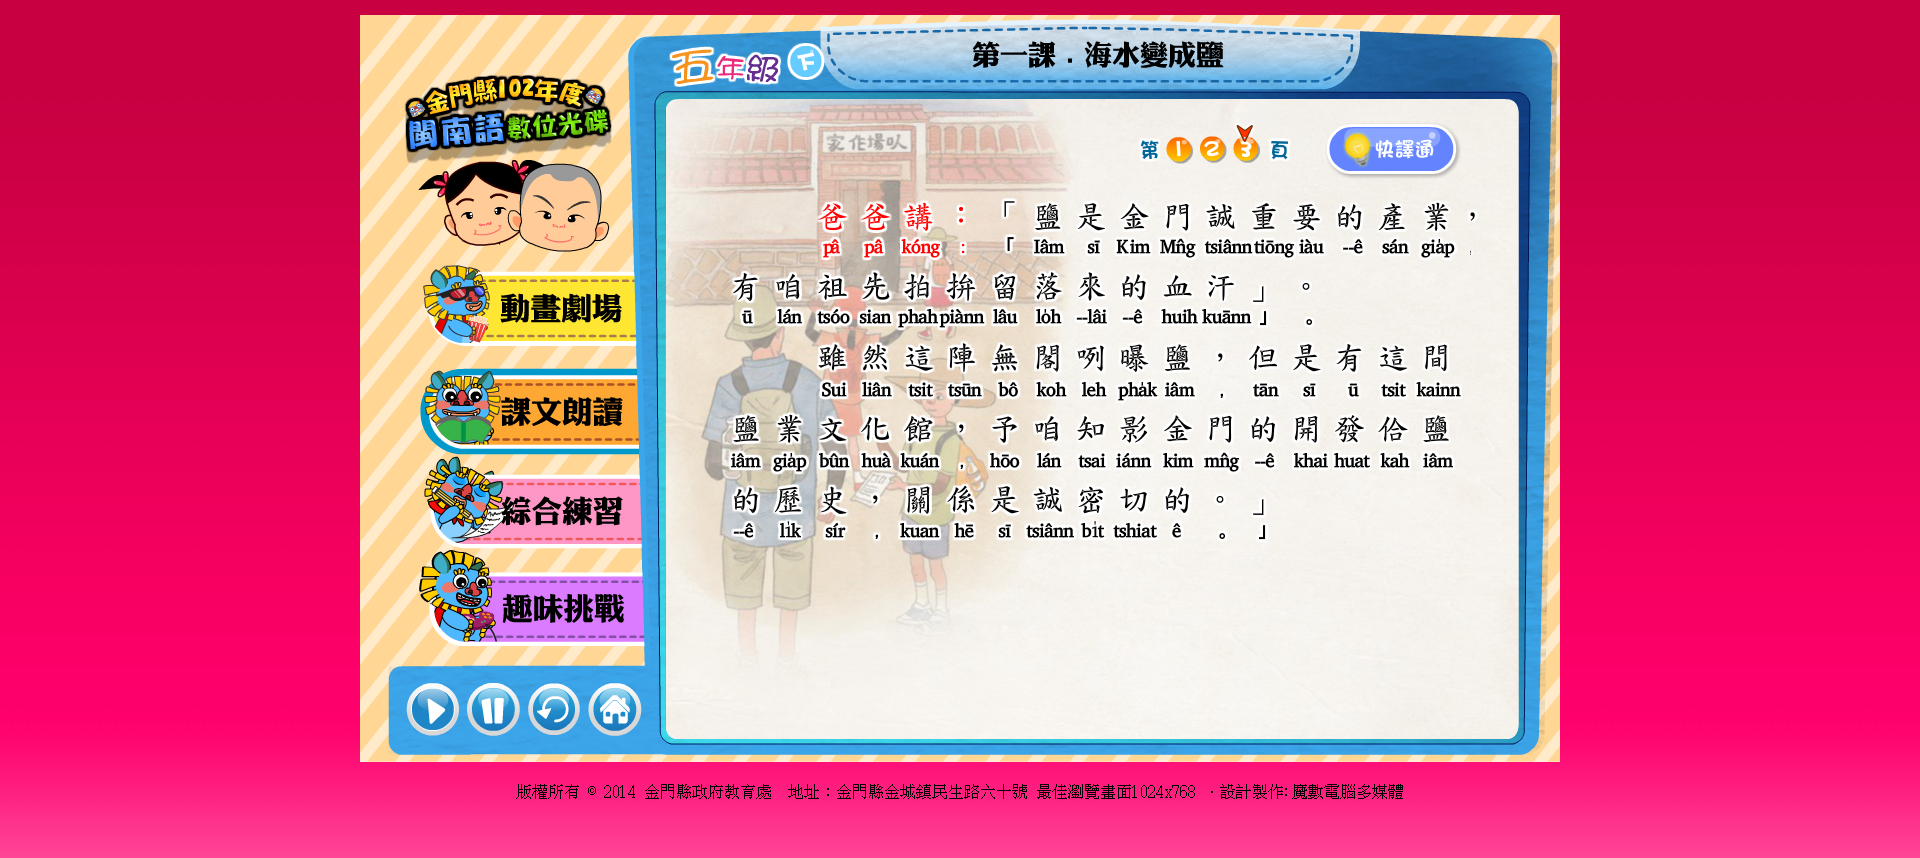 金門縣102年度
閩南語數位光碟
五年級 下
第一課．海水變成鹽
家作場叺
第 1 2 3 頁
快譯通
動畫劇場
課文朗讀
綜合練習
趣味挑戰
爸爸講：「鹽是金門誠重要的產業，
pâ pâ kóng : 「 Iâm sī Kim Mn̂g tsiânn tiōng iàu --ê sán gia̍p ,
有咱祖先拍拚留落來的血汗」。
ū lán tsóo sian phah piànn lâu lo̍h --lâi --ê huih kuānn 」 。
雖然這陣無閣咧曝鹽，但是有這間
Sui liân tsit tsūn bô koh leh pha̍k iâm , tān sī ū tsit kainn
鹽業文化館，予咱知影金門的開發佮鹽
iâm gia̍p bûn huà kuán , hōo lán tsai iánn kim mn̂g --ê khai huat kah iâm
的歷史，關係是誠密切的。」
--ê li̍k sír , kuan hē sī tsiânn bi̍t tshiat ê 。 」
版權所有 © 2014 金門縣政府教育處 地址：金門縣金城鎮民生路六十號 最佳瀏覽畫面1024x768 ．設計製作: 魔數電腦多媒體